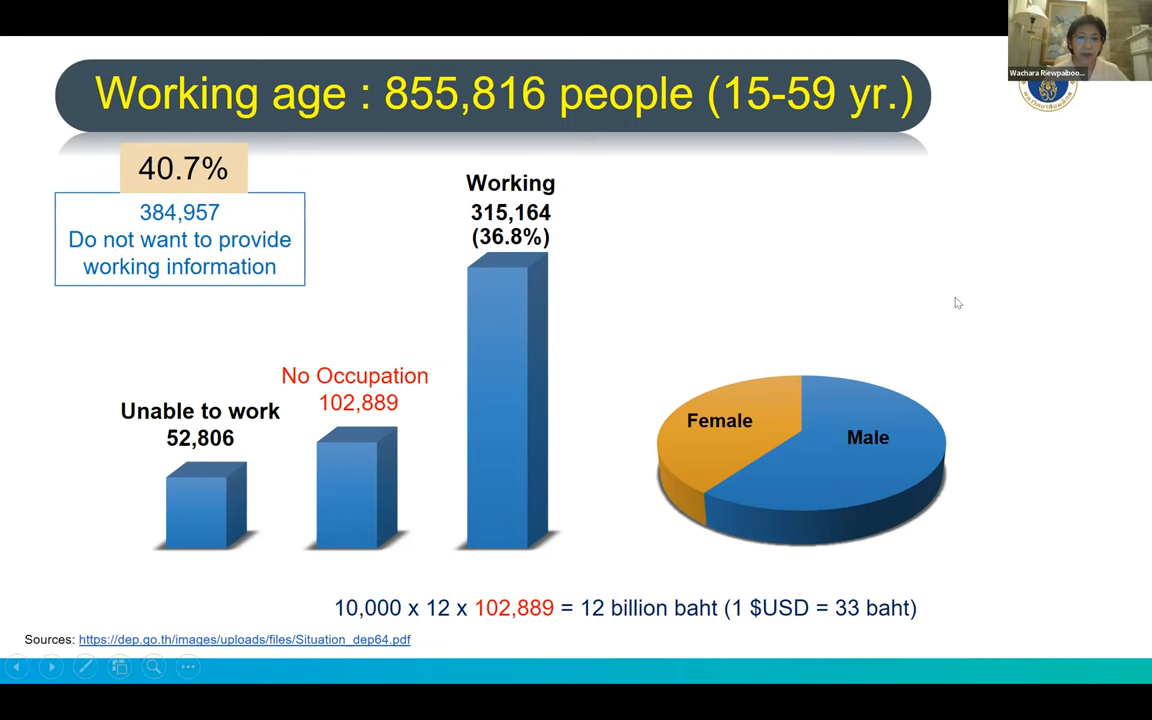 Wachara Riewpaiboo...
Working age : 855,816 people (15-59 yr.)
40.7%
384,957
Do not want to provide
working information
Working
315,164
(36.8%)
No Occupation
102,889
Unable to work
52,806
Female
Male
10,000 x 12 x 102,889 = 12 billion baht (1 $USD = 33 baht)
Sources: https://dep.go.th/images/uploads/files/Situation_dep64.pdf